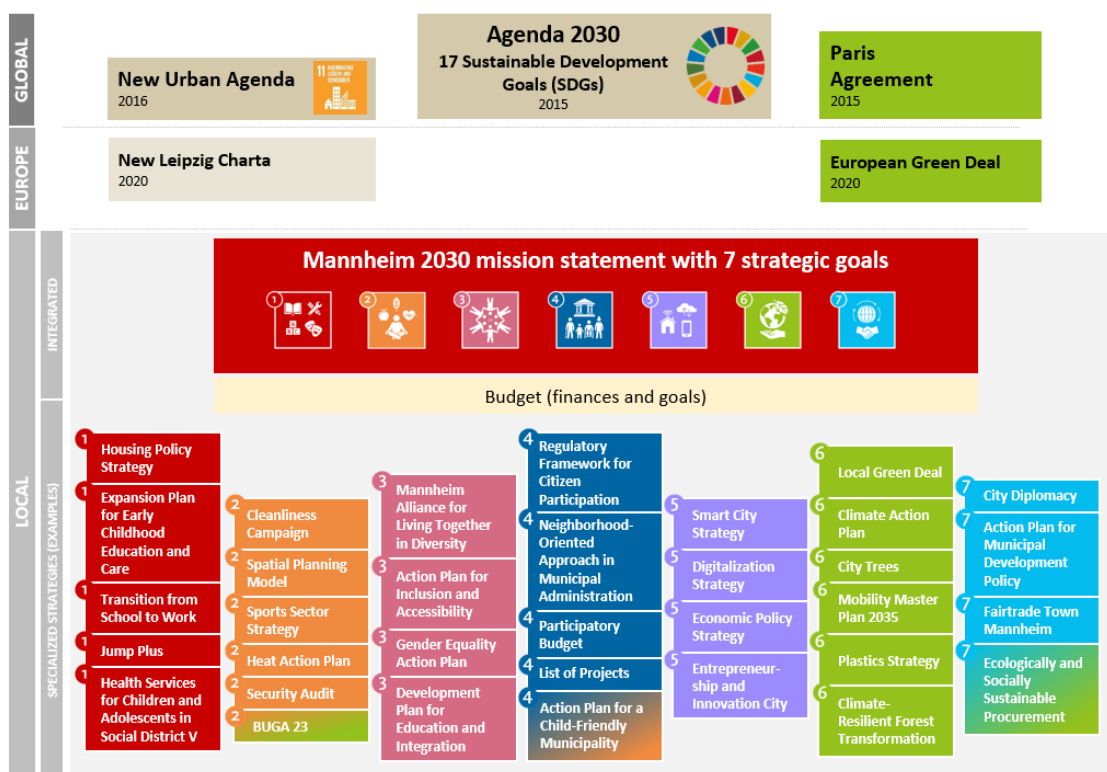 GLOBAL
Agenda 2030
17 Sustainable Development
Goals (SDGs)
2015
New Urban Agenda
2016
11
Paris
Agreement
2015
EUROPE
New Leipzig Charta
2020
European Green Deal
2020
LOCAL
INTEGRATED
Mannheim 2030 mission statement with 7 strategic goals
1
2
3
4
5
6
7
Budget (finances and goals)
SPECIALIZED STRATEGIES (EXAMPLES)
1
Housing Policy
Strategy
1
Expansion Plan
for Early
Childhood
Education and
Care
1
Transition from
School to Work
1
Jump Plus
1
Health Services
for Children and
Adolescents in
Social District V
2
Cleanliness
Campaign
2
Spatial Planning
Model
2
Sports Sector
Strategy
2
Heat Action Plan
2
Security Audit
2
BUGA 23
3
Mannheim
Alliance for
Living Together
in Diversity
3
Action Plan for
Inclusion and
Accessibility
3
Gender Equality
Action Plan
3
Development
Plan for
Education and
Integration
4
Regulatory
Framework for
Citizen
Participation
4
Neighborhood-
Oriented
Approach in
Municipal
Administration
4
Participatory
Budget
4
List of Projects
4
Action Plan for a
Child-Friendly
Municipality
5
Smart City
Strategy
5
Digitalization
Strategy
5
Economic Policy
Strategy
5
Entrepreneur-
ship and
Innovation City
6
Local Green Deal
6
Climate Action
Plan
6
City Trees
6
Mobility Master
Plan 2035
6
Plastics Strategy
6
Climate-
Resilient Forest
Transformation
7
City Diplomacy
7
Action Plan for
Municipal
Development
Policy
7
Fairtrade Town
Mannheim
7
Ecologically and
Socially
Sustainable
Procurement